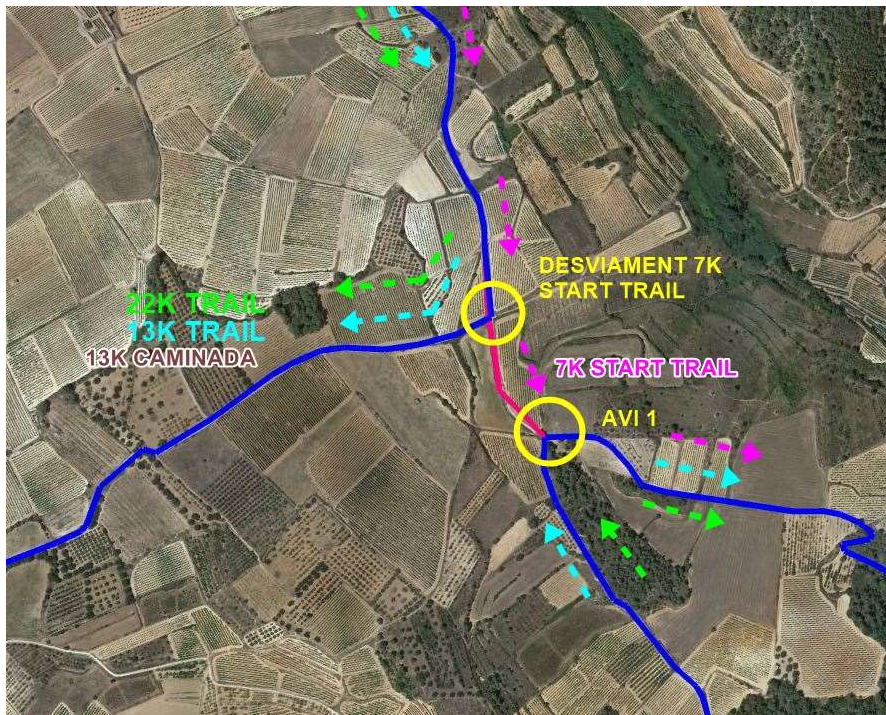 DESVIAMENT 7K
START TRAIL
22K TRAIL
13K TRAIL
13K CAMINADA
7K START TRAIL
AVI 1